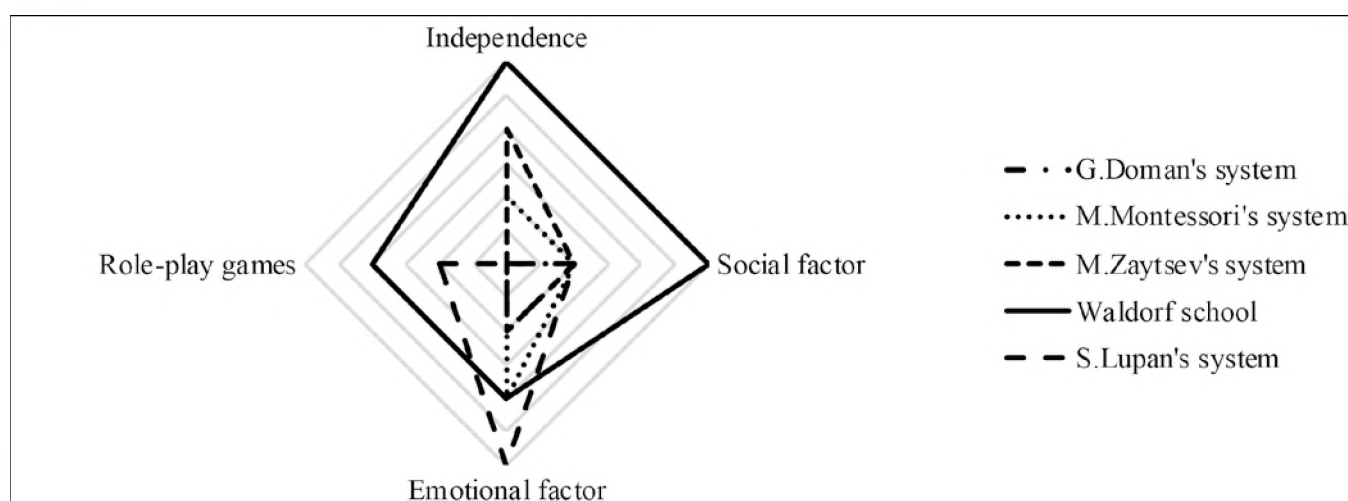 Independence
Role-play games
Social factor
Emotional factor
G.Doman's system
M.Montessori's system
M.Zaytsev's system
Waldorf school
S.Lupan's system